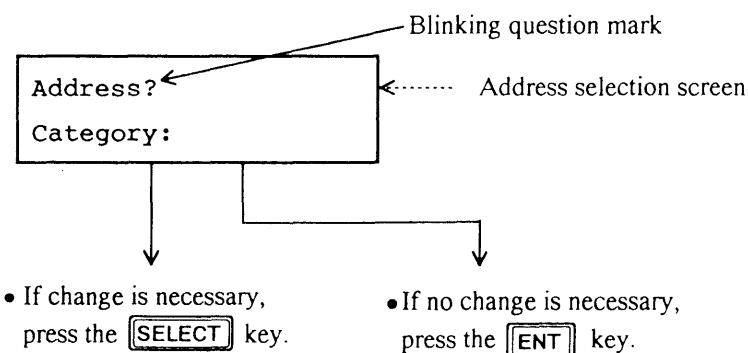 Blinking question mark
Address?
Address selection screen
Category:
• If change is necessary,
press the SELECT key.
• If no change is necessary,
press the ENT key.